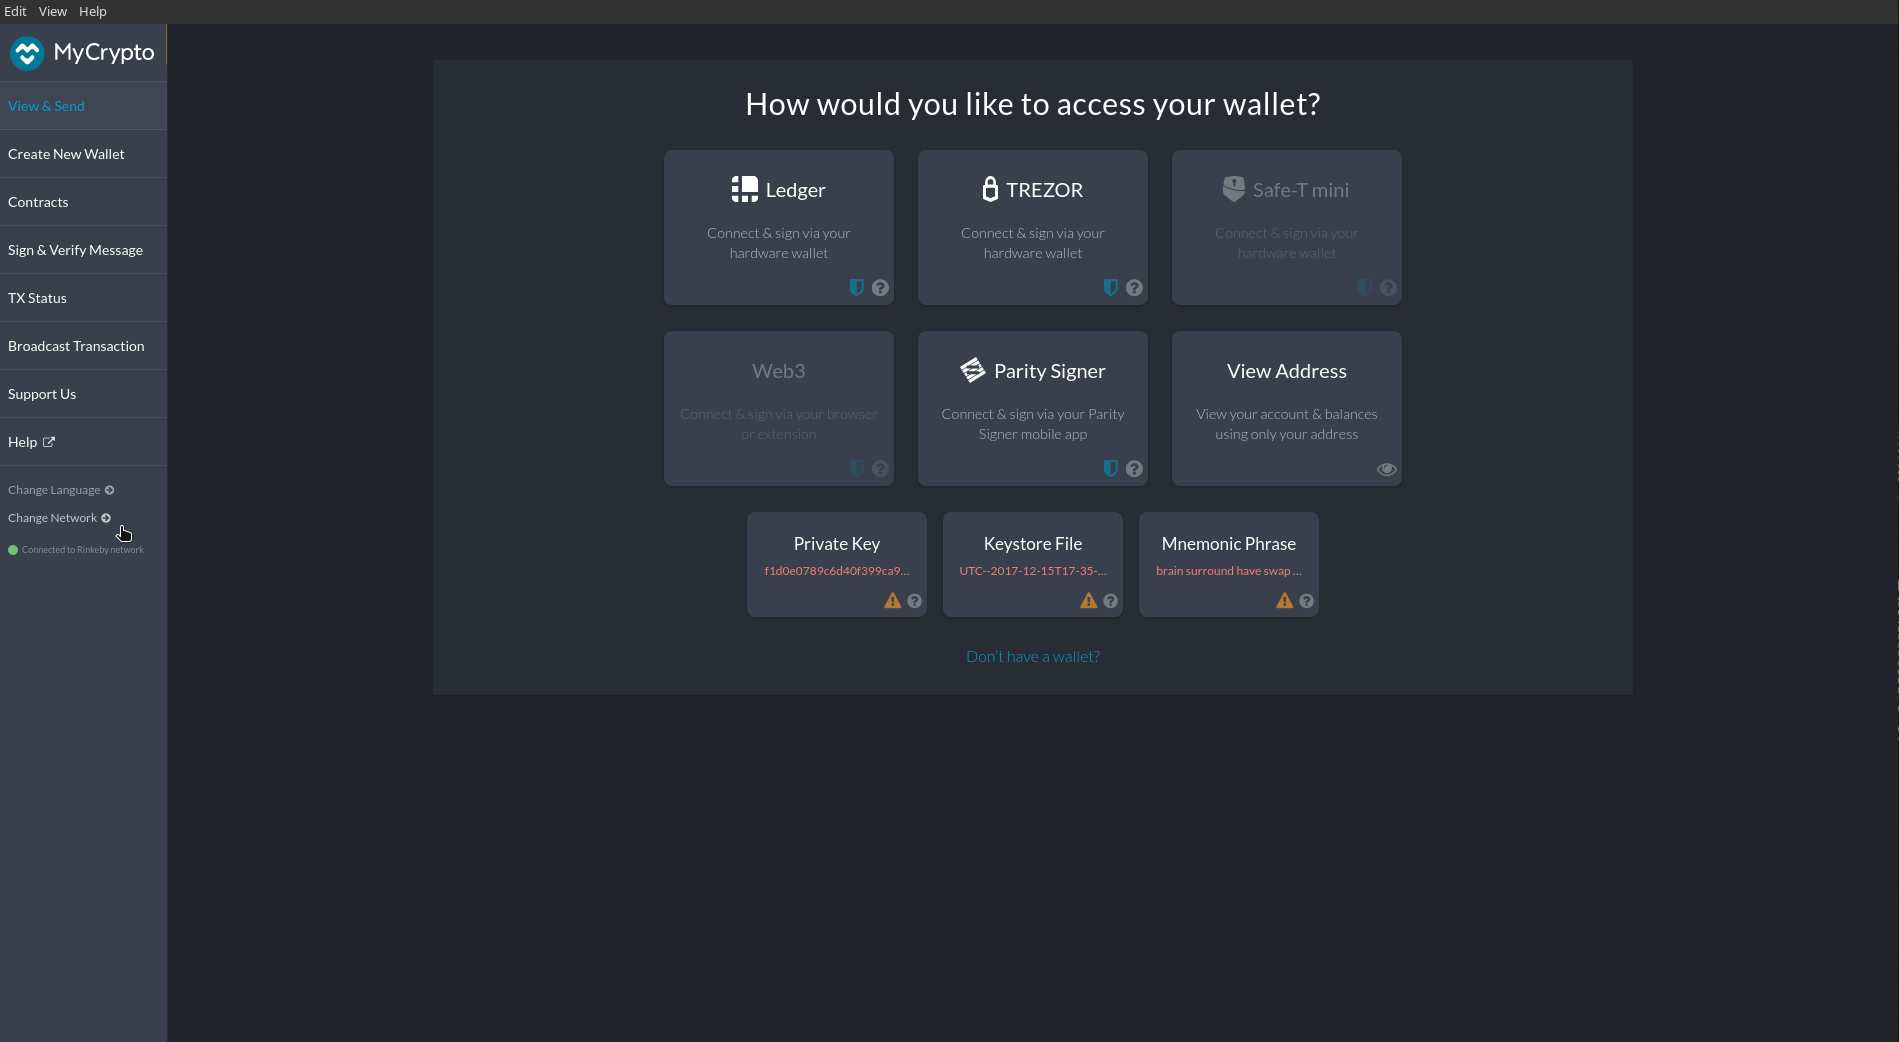 Edit View Help
MyCrypto
View & Send
Create New Wallet
Contracts
Sign & Verify Message
TX Status
Broadcast Transaction
Support Us
Help
Change Language
Change Network
Connected to Rinkeby network
How would you like to access your wallet?
Ledger
Connect & sign via your
hardware wallet
TREZOR
Connect & sign via your
hardware wallet
Safe-T mini
Connect & sign via your
hardware wallet
Web3
Connect & sign via your browser
or extension
Parity Signer
Connect & sign via your Parity
Signer mobile app
View Address
View your account & balances
using only your address
Private Key
f1d0e0789c6d40f399ca9...
Keystore File
UTC--2017-12-15T17-35-...
Mnemonic Phrase
brain surround have swap ...
Don't have a wallet?